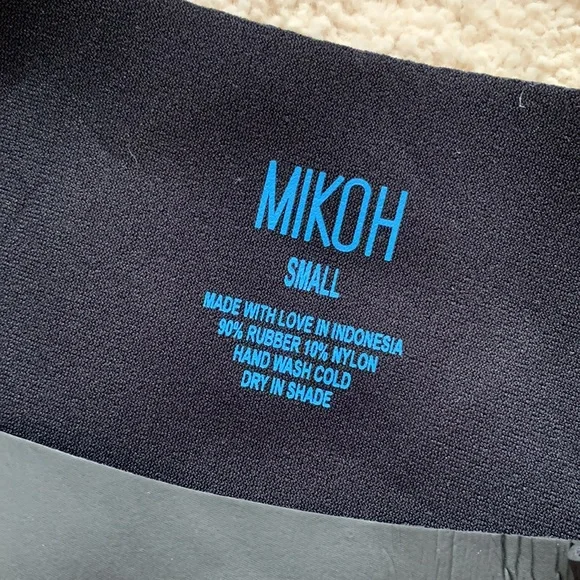 MIKOH
SMALL
MADE WITH LOVE IN INDONESIA
90% RUBBER 10% NYLON
HAND WASH COLD
DRY IN SHADE